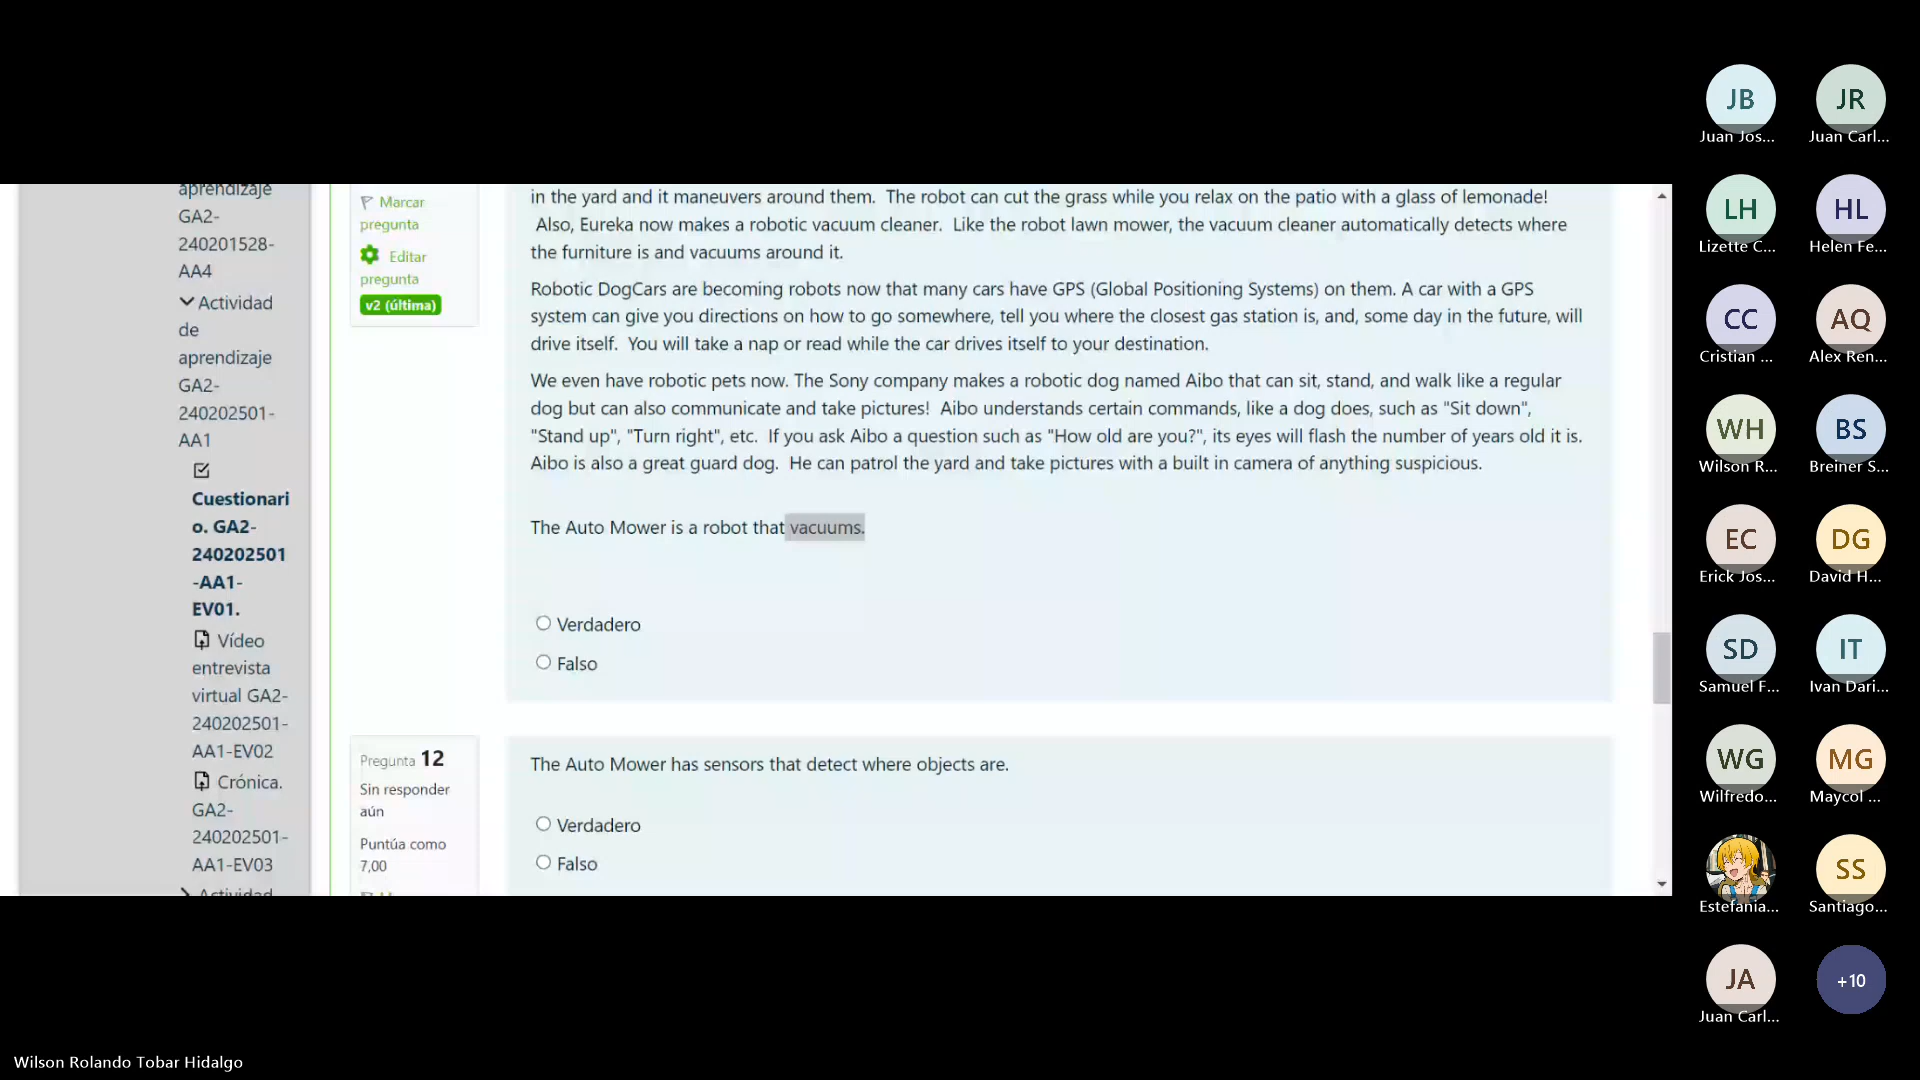 aprendizaje
GA2-
240201528-
AA4
Actividad
de
aprendizaje
GA2-
240202501-
AA1
Cuestionari
o. GA2-
240202501
-AA1-
EV01.
Vídeo
entrevista
virtual GA2-
240202501-
AA1-EV02
Crónica.
GA2-
240202501-
AA1-EV03
Actividad
Marcar
pregunta
Editar
pregunta
v2 (última)
in the yard and it maneuvers around them.  The robot can cut the grass while you relax on the patio with a glass of lemonade!
Also, Eureka now makes a robotic vacuum cleaner.  Like the robot lawn mower, the vacuum cleaner automatically detects where
the furniture is and vacuums around it.
Robotic DogCars are becoming robots now that many cars have GPS (Global Positioning Systems) on them. A car with a GPS
system can give you directions on how to go somewhere, tell you where the closest gas station is, and, some day in the future, will
drive itself.  You will take a nap or read while the car drives itself to your destination.
We even have robotic pets now. The Sony company makes a robotic dog named Aibo that can sit, stand, and walk like a regular
dog but can also communicate and take pictures!  Aibo understands certain commands, like a dog does, such as "Sit down",
"Stand up", "Turn right", etc.  If you ask Aibo a question such as "How old are you?", its eyes will flash the number of years old it is.
Aibo is also a great guard dog.  He can patrol the yard and take pictures with a built in camera of anything suspicious.
The Auto Mower is a robot that vacuums.
Verdadero
Falso
Pregunta 12
Sin responder
aún
Puntúa como
7,00
The Auto Mower has sensors that detect where objects are.
Verdadero
Falso
JB
Juan Jos...
JR
Juan Carl...
LH
Lizette C...
HL
Helen Fe...
CC
Cristian ...
AQ
Alex Ren...
WH
Wilson R...
BS
Breiner S...
EC
Erick Jos...
DG
David H...
SD
Samuel F...
IT
Ivan Dari...
WG
Wilfredo...
MG
Maycol ...
Estefania...
SS
Santiago...
JA
Juan Carl...
+10
Wilson Rolando Tobar Hidalgo